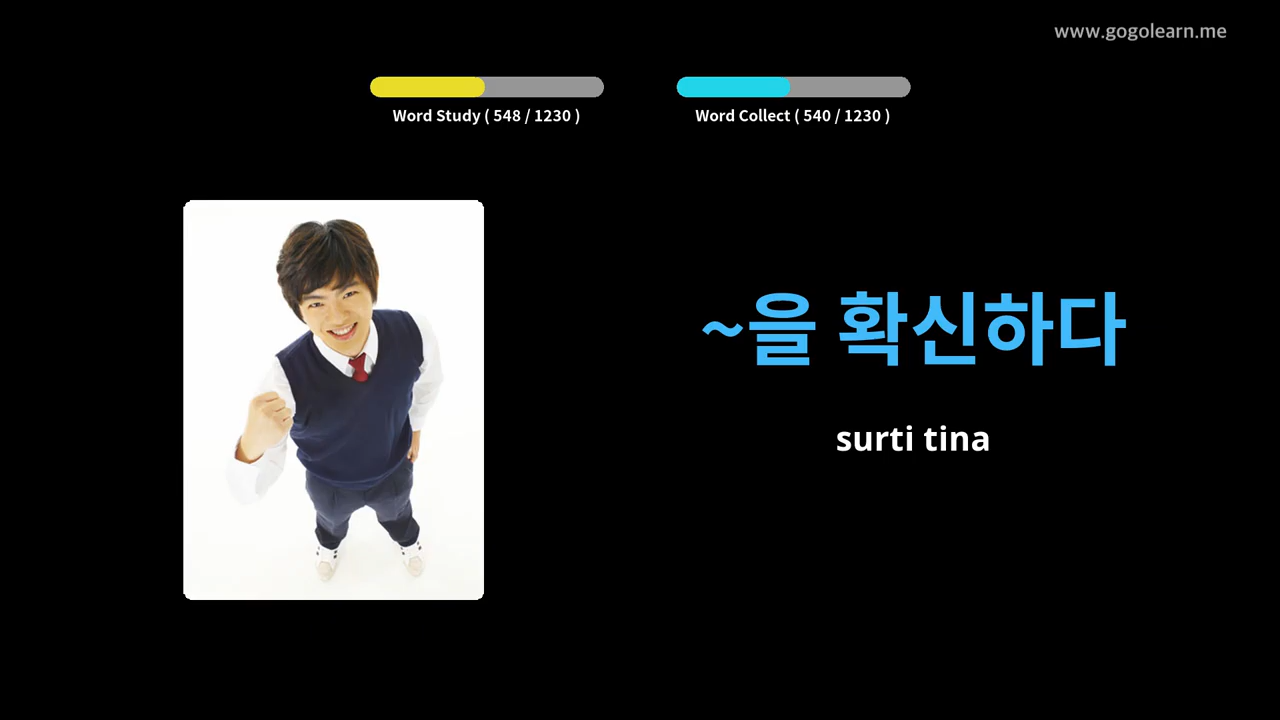 www.gogolearn.me
Word Study ( 548 / 1230 )
Word Collect ( 540 / 1230 )
~을 확신하다
surti tina